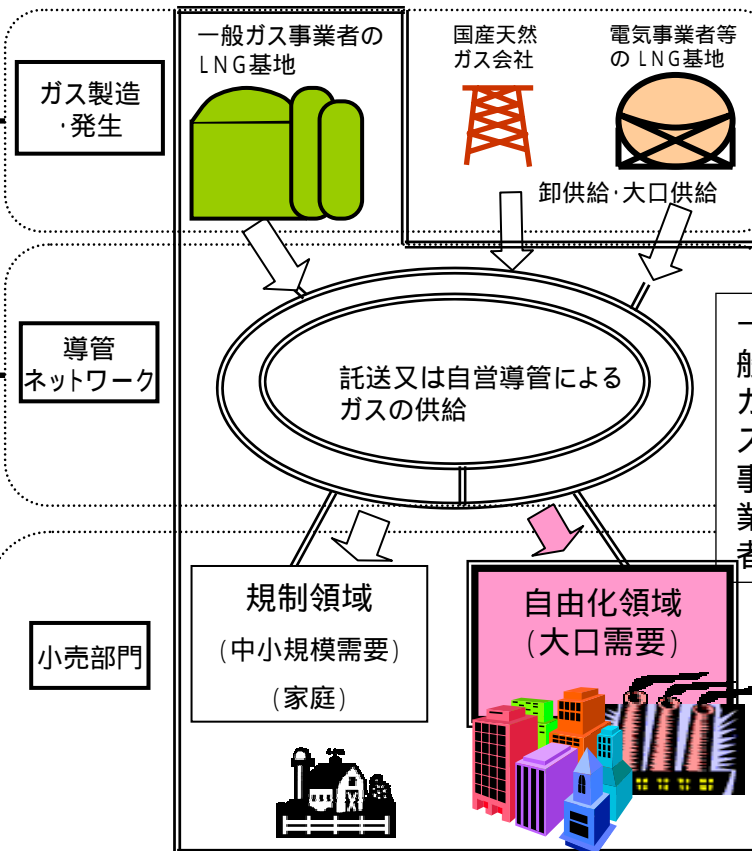 一般ガス事業者の
LNG基地
国産天然
ガス会社
電気事業者等
の LNG基地
ガス製造
・発生
卸供給・大口供給
導管
ネットワーク
託送又は自営導管による
ガスの供給
一般ガス事業者
規制領域
(中小規模需要)
(家庭)
自由化領域
(大口需要)
小売部門